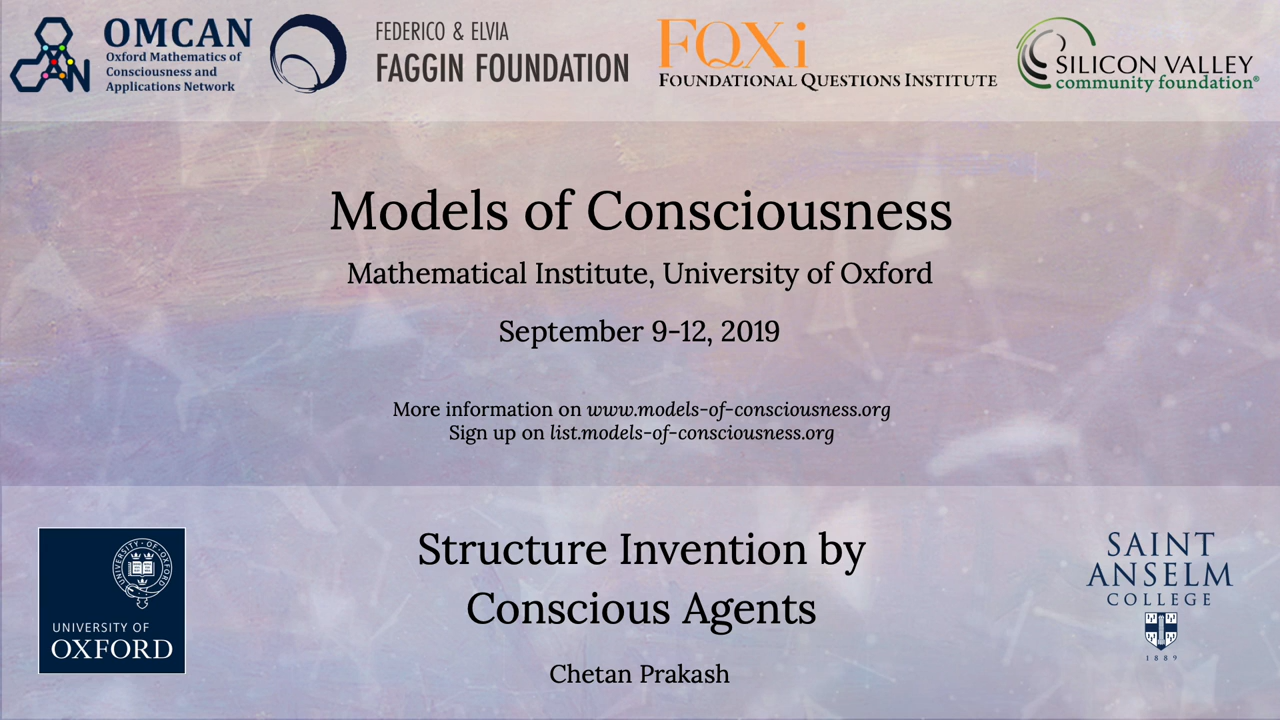 OMCAN
Oxford Mathematics of
Consciousness and
Applications Network
FEDERICO & ELVIA
FAGGIN FOUNDATION
FQXi
FOUNDATIONAL QUESTIONS INSTITUTE
SILICON VALLEY
community foundation®
Models of Consciousness
Mathematical Institute, University of Oxford
September 9-12, 2019
More information on www.models-of-consciousness.org
Sign up on list.models-of-consciousness.org
UNIVERSITY OF OXFORD
UNIVERSITY OF
OXFORD
Structure Invention by
Conscious Agents
Chetan Prakash
SAINT
ANSELM
COLLEGE
1889